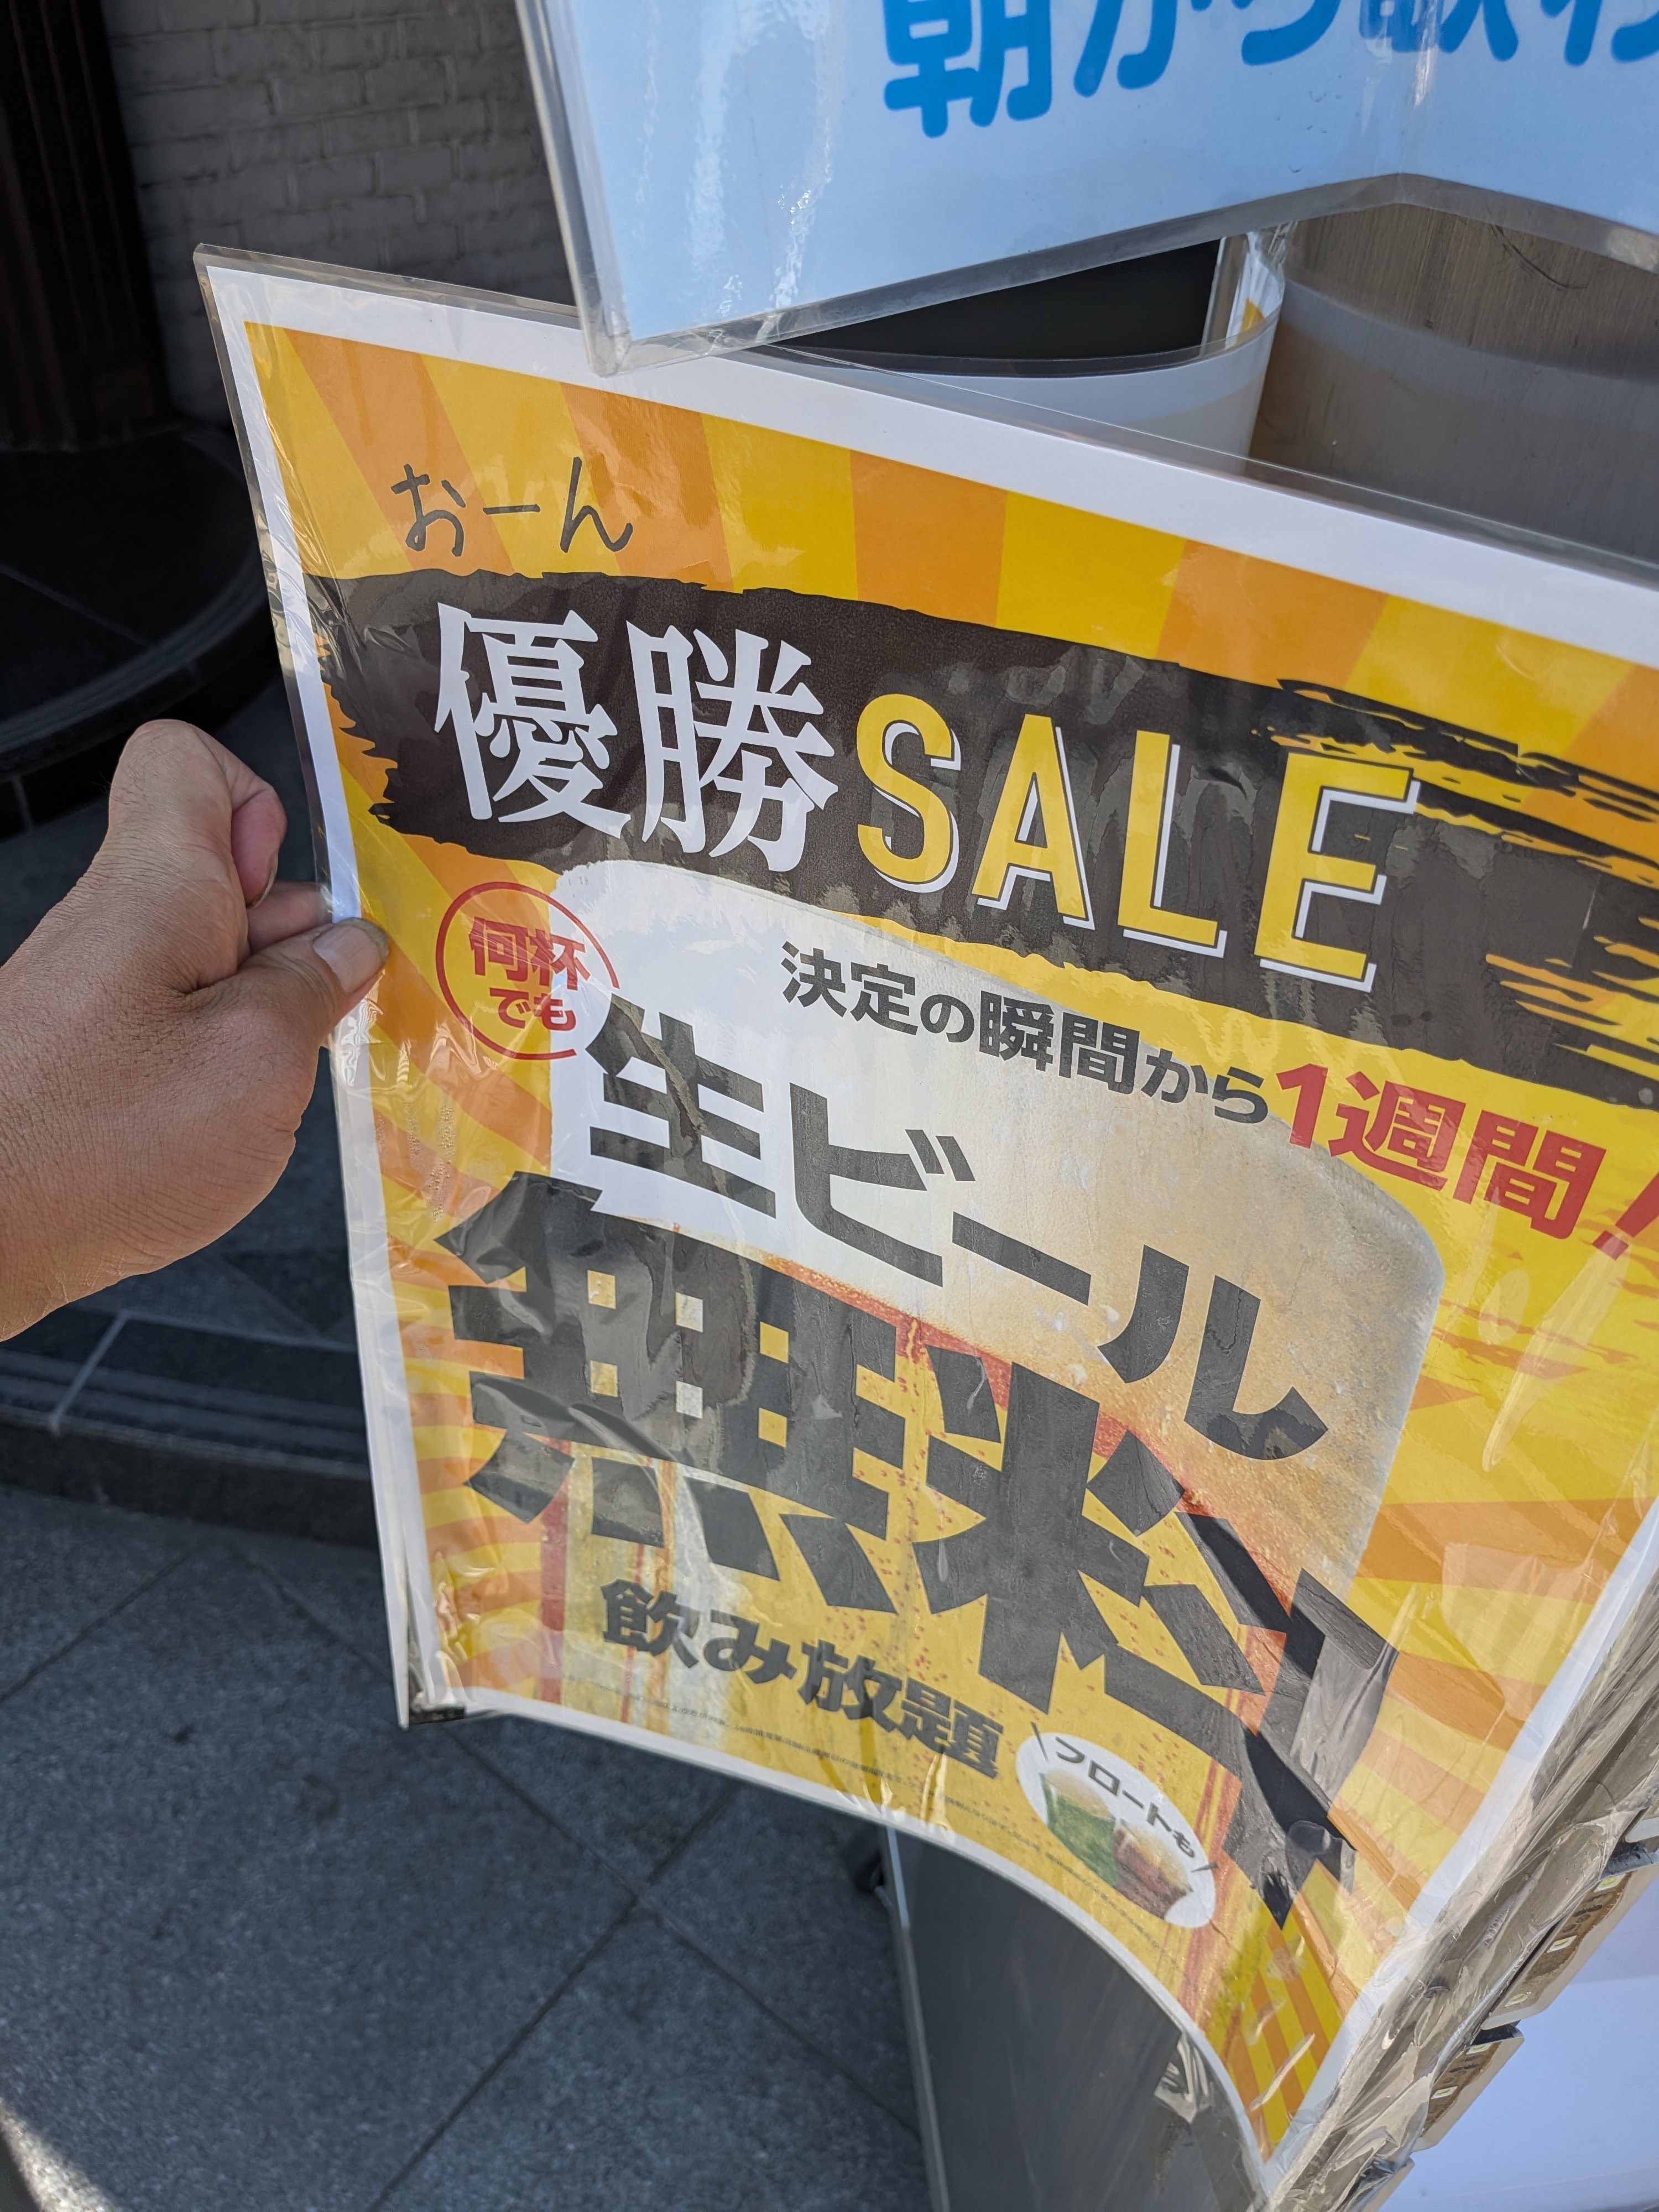 朝から歌わ
おーん
優勝SALE
決定の瞬間から1週間!
何杯
でも
生ビール
無料
飲み放題
フロートも